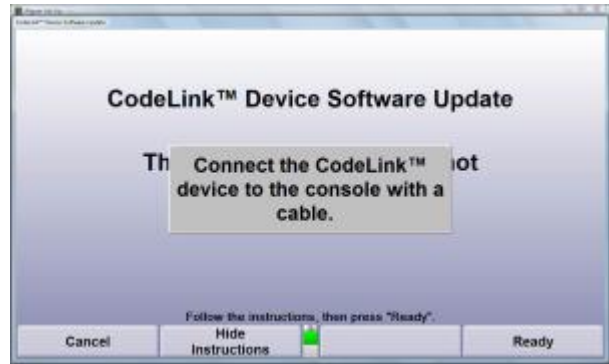 CodeLink™ Device Software Update
Th
ot
Connect the CodeLink™
device to the console with a
cable.
Follow the instructions, then press "Ready".
Cancel
Hide
Instructions
Ready